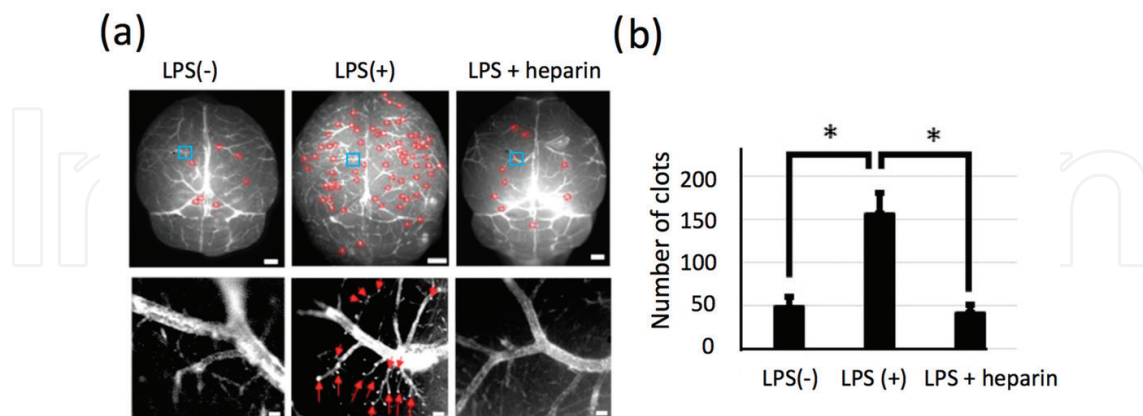 (a)
LPS(-) LPS(+) LPS + heparin
(b)
* *
Number of clots
200
150
100
50
0
LPS(-) LPS (+) LPS + heparin